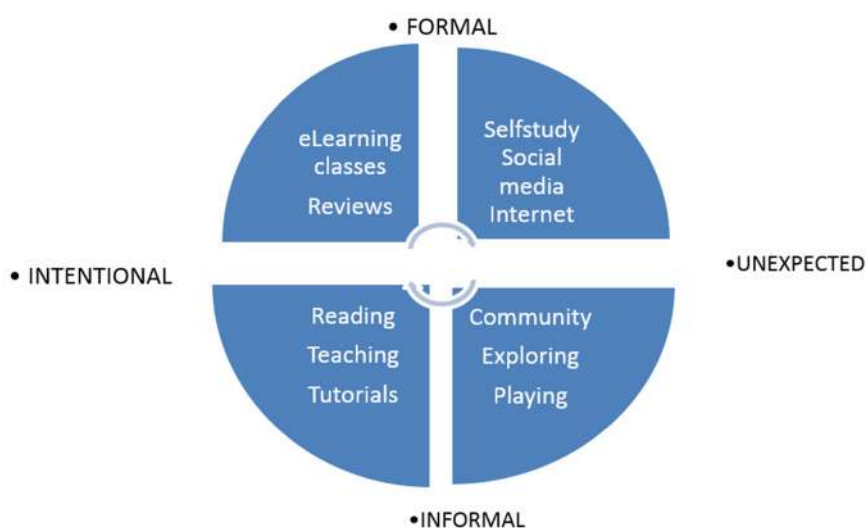 • FORMAL
eLearning
classes
Reviews
Selfstudy
Social
media
Internet
• INTENTIONAL
•UNEXPECTED
Reading
Teaching
Tutorials
Community
Exploring
Playing
•INFORMAL